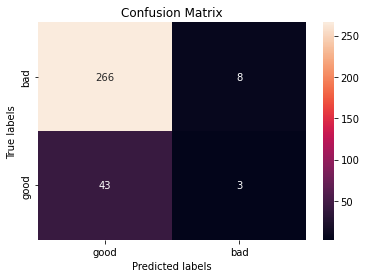 Confusion Matrix
True labels
bad
good
266
8
43
3
good
bad
Predicted labels
250
200
150
100
50